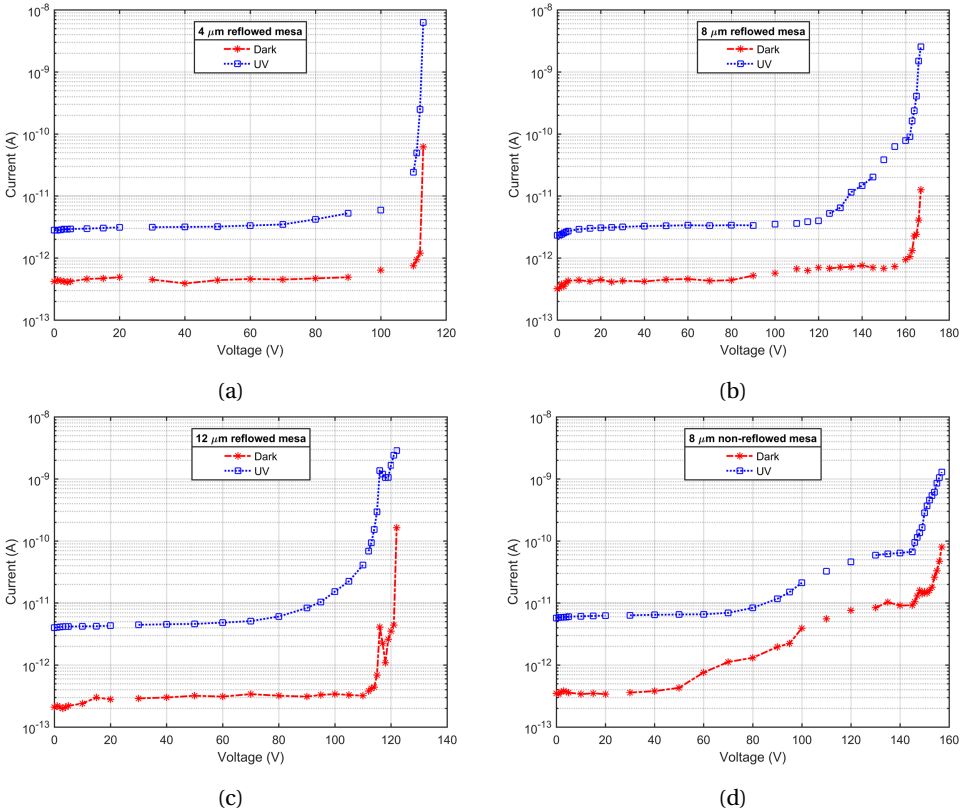 4 μm reflowed mesa
Dark
UV
10⁻⁸
10⁻⁹
10⁻¹⁰
10⁻¹¹
10⁻¹²
10⁻¹³
Current (A)
0 20 40 60 80 100 120
Voltage (V)
(a)
8 μm reflowed mesa
Dark
UV
10⁻⁸
10⁻⁹
10⁻¹⁰
10⁻¹¹
10⁻¹²
10⁻¹³
Current (A)
0 20 40 60 80 100 120 140 160 180
Voltage (V)
(b)
12 μm reflowed mesa
Dark
UV
10⁻⁸
10⁻⁹
10⁻¹⁰
10⁻¹¹
10⁻¹²
10⁻¹³
Current (A)
0 20 40 60 80 100 120 140
Voltage (V)
(c)
8 μm non-reflowed mesa
Dark
UV
10⁻⁸
10⁻⁹
10⁻¹⁰
10⁻¹¹
10⁻¹²
10⁻¹³
Current (A)
0 20 40 60 80 100 120 140 160
Voltage (V)
(d)